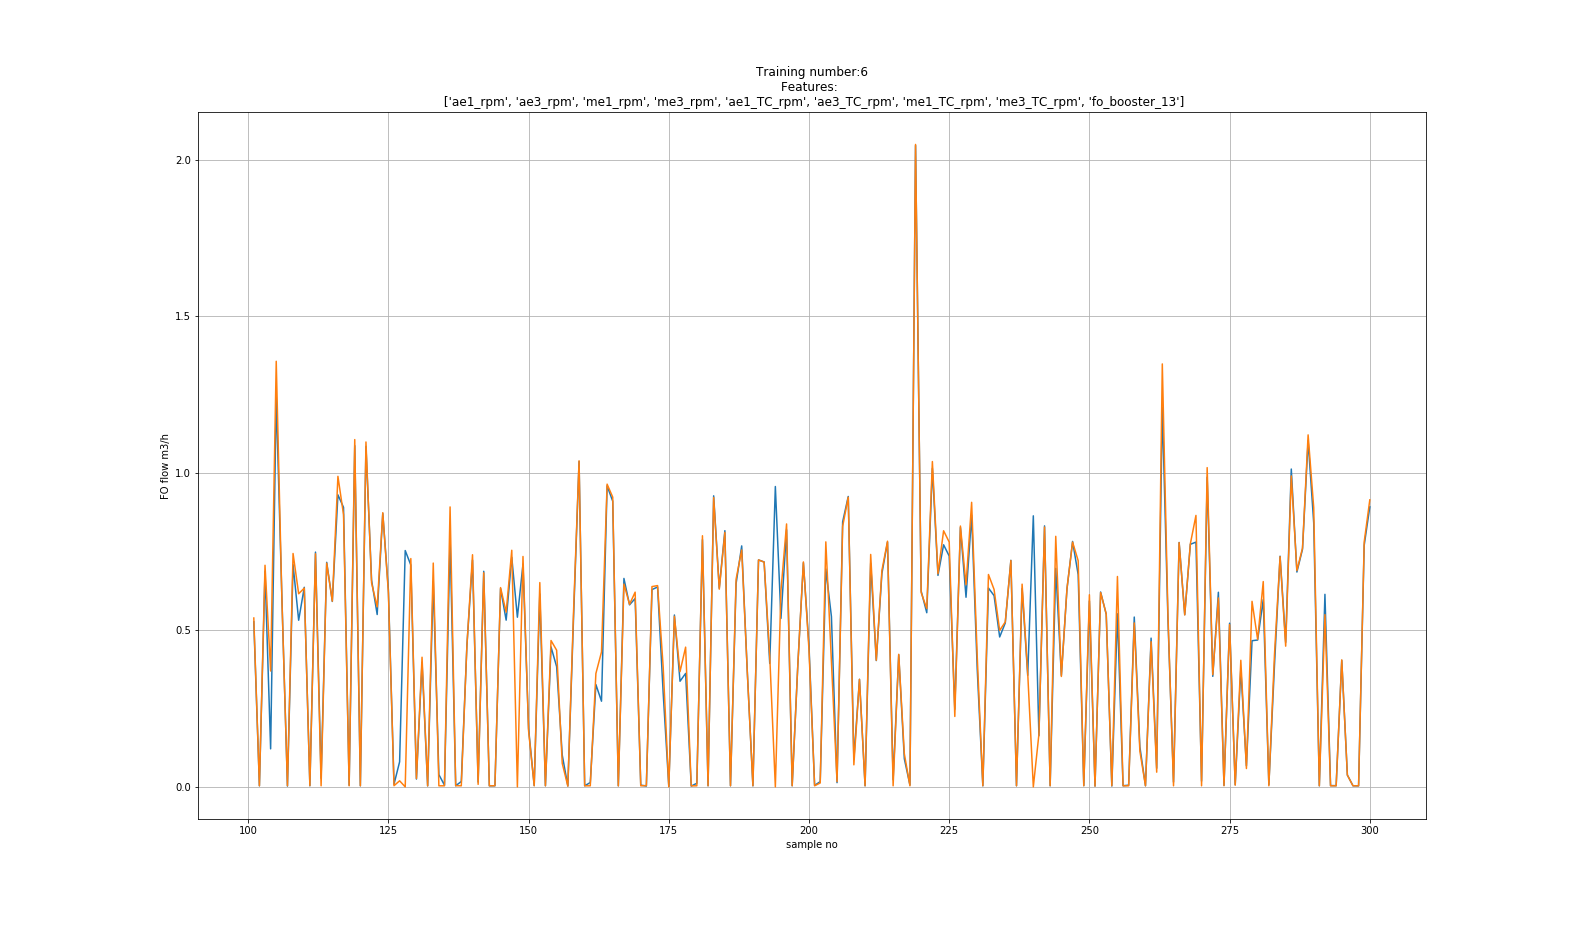 Training number:6
Features:
['ae1_rpm', 'ae3_rpm', 'me1_rpm', 'me3_rpm', 'ae1_TC_rpm', 'ae3_TC_rpm', 'me1_TC_rpm', 'me3_TC_rpm', 'fo_booster_13']
2.0
1.5
1.0
0.5
0.0
FO flow m3/h
100 125 150 175 200 225 250 275 300
sample no